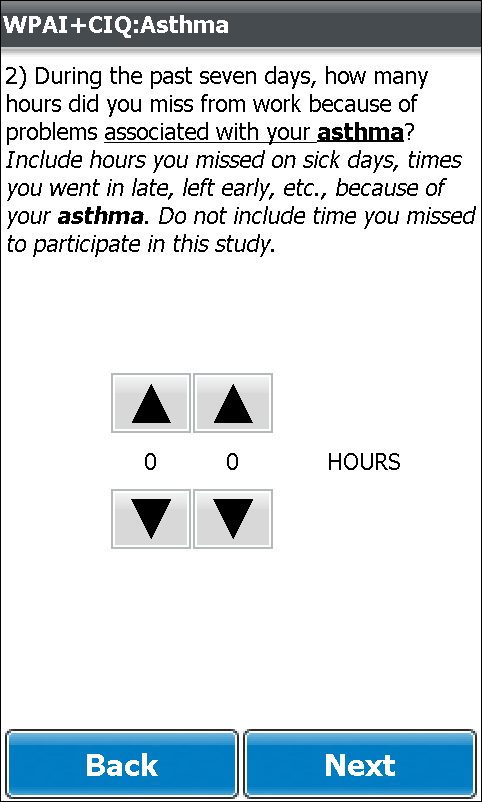 WPAI+CIQ:Asthma
2) During the past seven days, how many
hours did you miss from work because of
problems associated with your asthma?
Include hours you missed on sick days, times
you went in late, left early, etc., because of
your asthma. Do not include time you missed
to participate in this study.
0 0 HOURS
Back Next